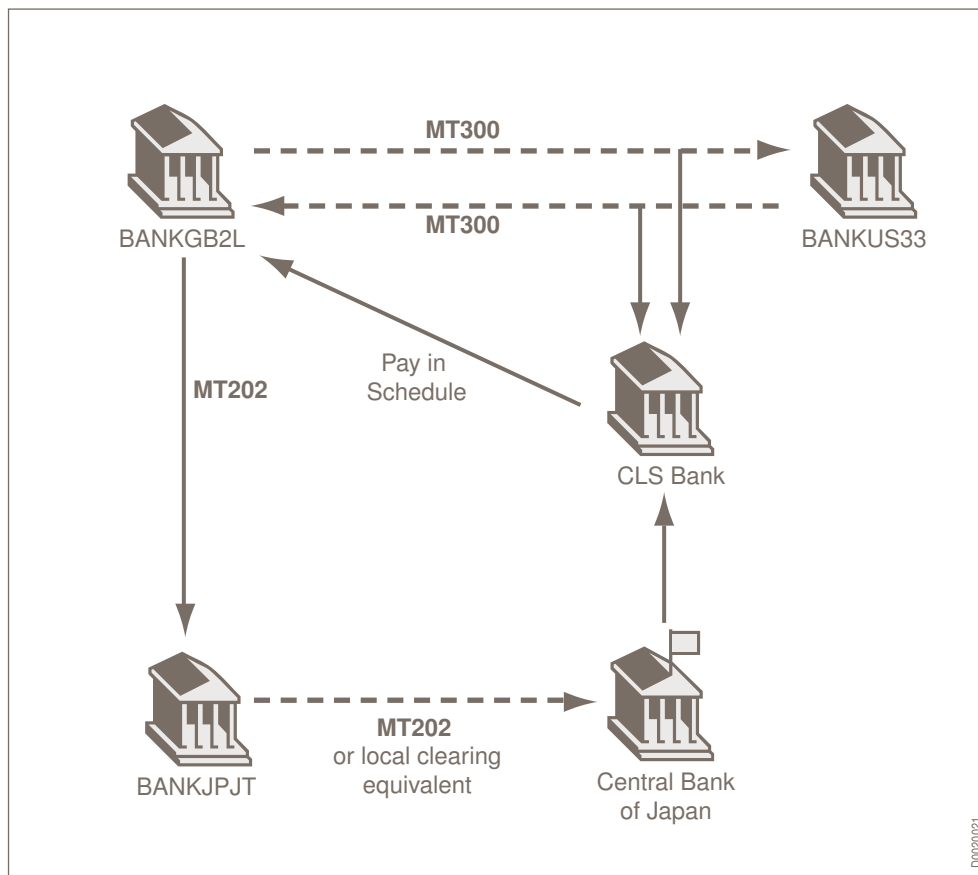 MT300
MT300
BANKGB2L
BANKUS33
Pay in
Schedule
MT202
CLS Bank
MT202
or local clearing
equivalent
BANKJPJT
Central Bank
of Japan
D0020021